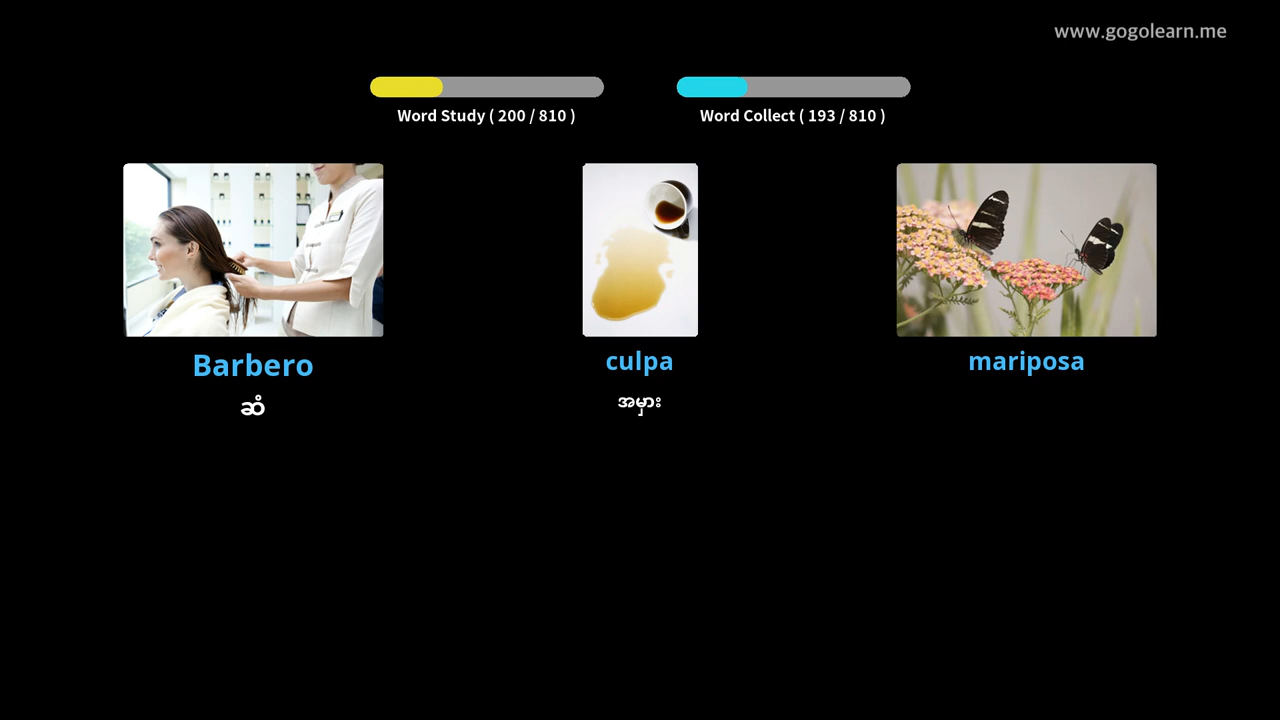 www.gogolearn.me
Word Study ( 200 / 810 )
Word Collect ( 193 / 810 )
Barbero
ဆံ
culpa
အမှား
mariposa